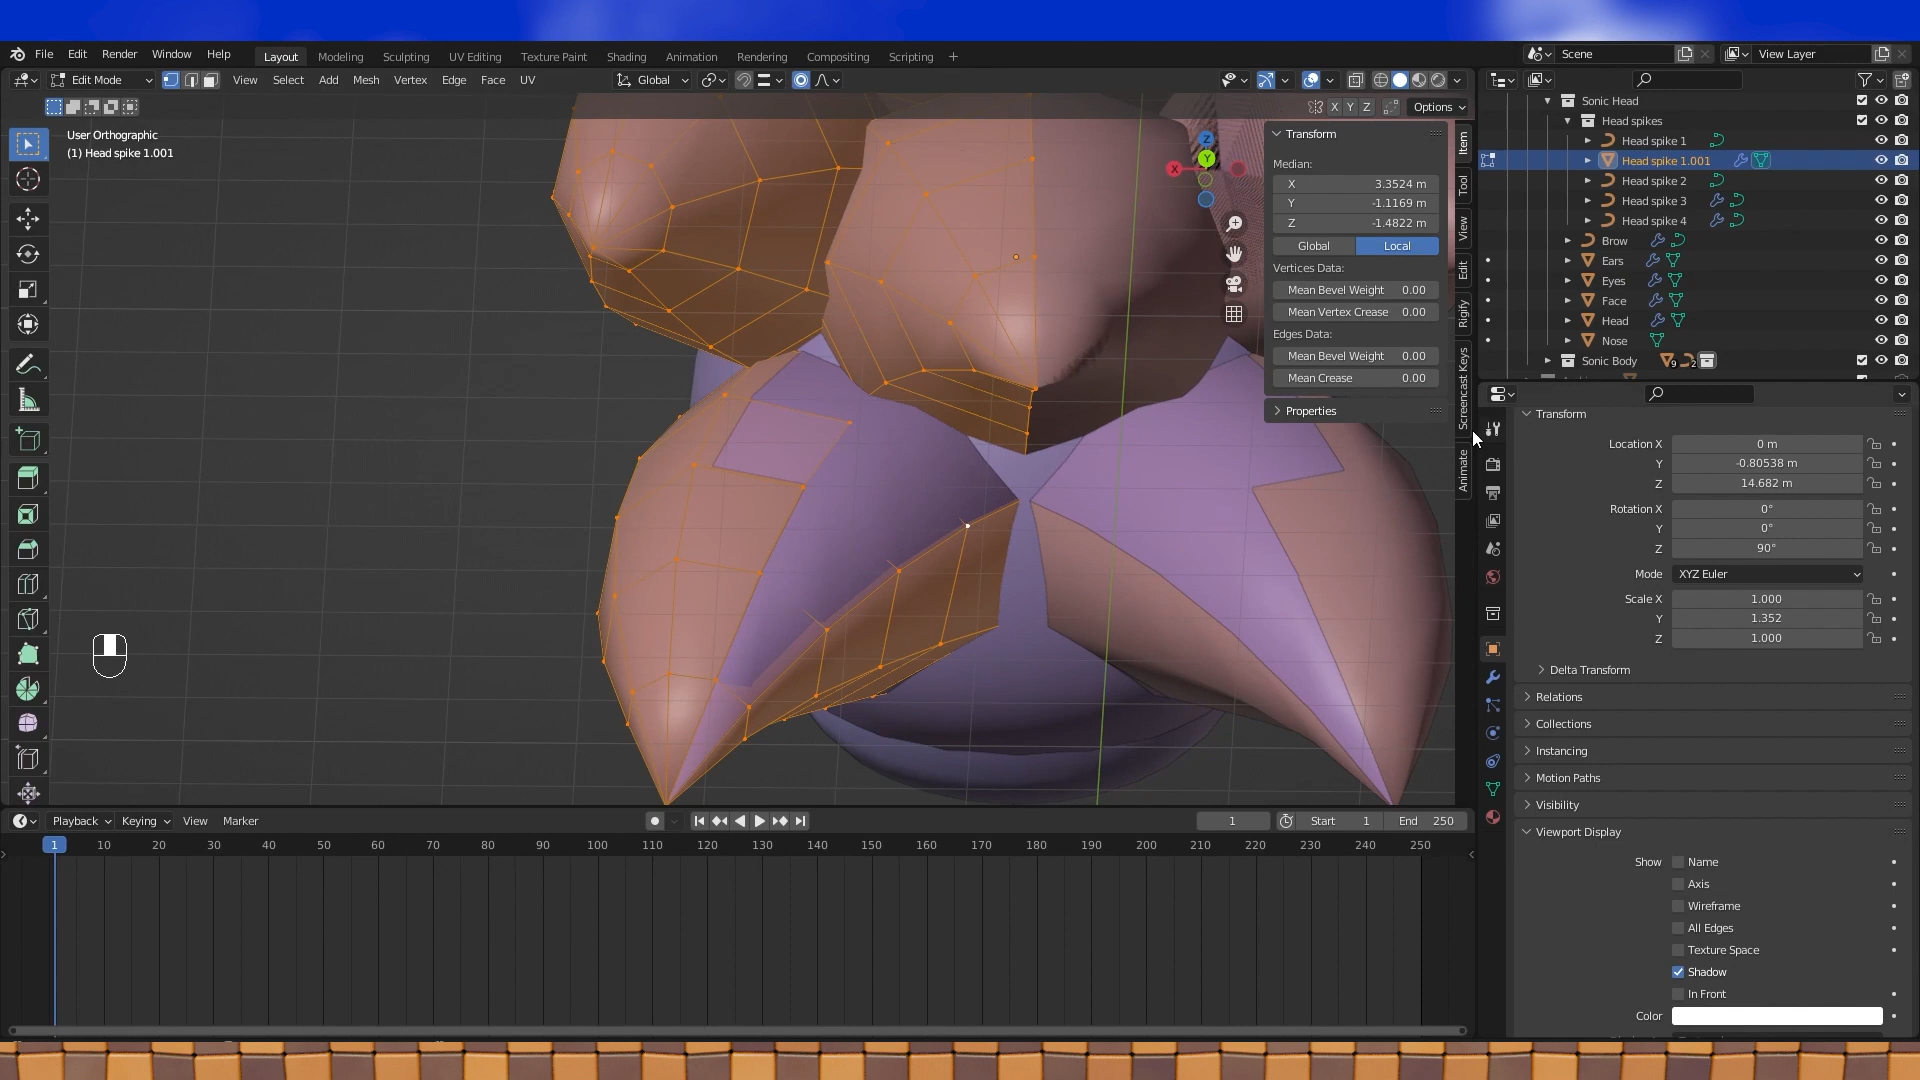 File Edit Render Window Help Layout Modeling Sculpting UV Editing Texture Paint Shading Animation Rendering Compositing Scripting Scene View Layer
Edit Mode View Select Add Mesh Vertex Edge Face UV Global
X Y Z Options
User Orthographic
(1) Head spike 1.001
Z
Y
X
Transform
Median:
X 3.3524 m
Y -1.1169 m
Z -1.4822 m
Global Local
Vertices Data:
Mean Bevel Weight 0.00
Mean Vertex Crease 0.00
Edges Data:
Mean Bevel Weight 0.00
Mean Crease 0.00
Properties
Item
Tool
View
Edit
Rigify
Screencast Keys
Animate
Sonic Head
Head spikes
Head spike 1
Head spike 1.001
Head spike 2
Head spike 3
Head spike 4
Brow
Ears
Eyes
Face
Head
Nose
Sonic Body 9 2
Transform
Location X 0 m
Y -0.80538 m
Z 14.682 m
Rotation X 0°
Y 0°
Z 90°
Mode XYZ Euler
Scale X 1.000
Y 1.352
Z 1.000
Delta Transform
Relations
Collections
Instancing
Motion Paths
Visibility
Viewport Display
Show Name
Axis
Wireframe
All Edges
Texture Space
Shadow
In Front
Color
Playback Keying View Marker 1 Start 1 End 250
1 10 20 30 40 50 60 70 80 90 100 110 120 130 140 150 160 170 180 190 200 210 220 230 240 250